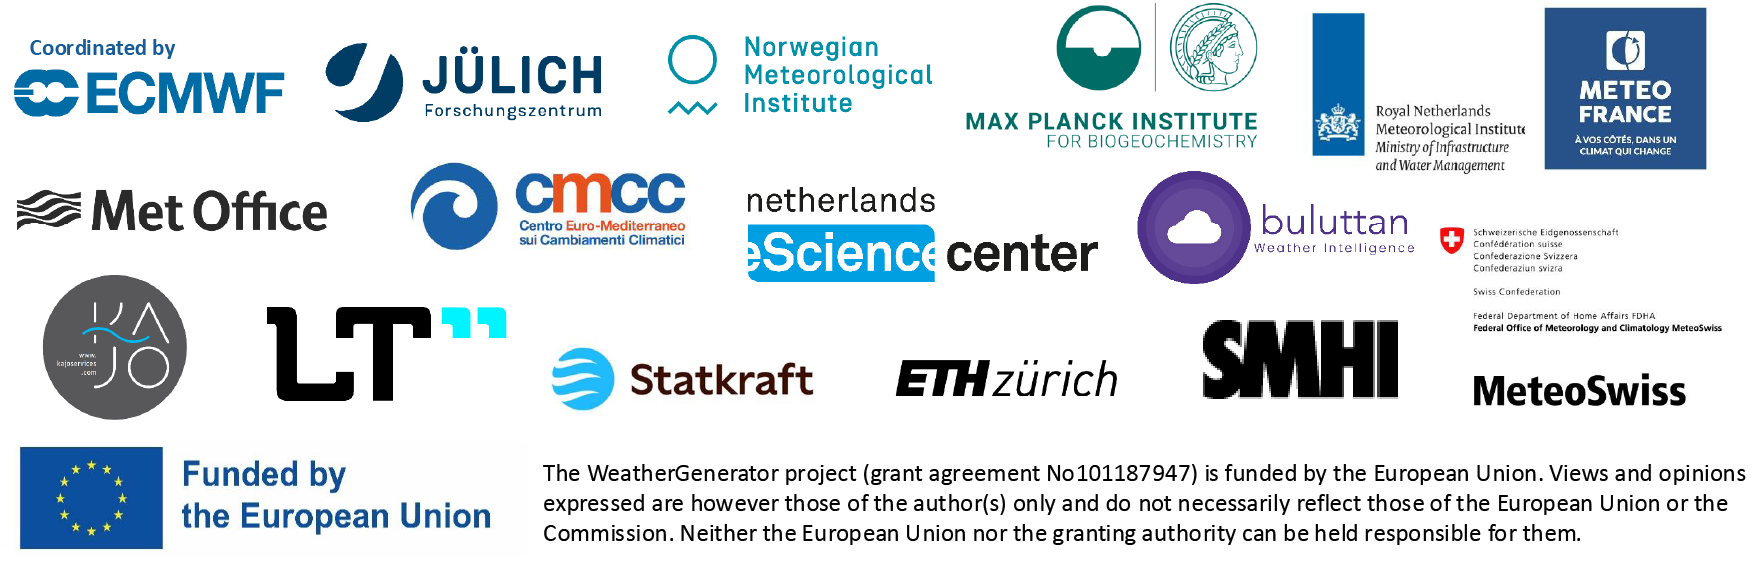 Coordinated by
ECMWF
JÜLICH
Forschungszentrum
Norwegian
Meteorological
Institute
MAX PLANCK INSTITUTE
FOR BIOGEOCHEMISTRY
Royal Netherlands
Meteorological Institute
Ministry of Infrastructure
and Water Management
METEO
FRANCE
À VOS CÔTÉS, DANS UN
CLIMAT QUI CHANGE
Met Office
cmcc
Centro Euro-Mediterraneo
sui Cambiamenti Climatici
netherlands
eScience center
buluttan
Weather Intelligence
Schweizerische Eidgenossenschaft
Confédération suisse
Confederazione Svizzera
Confederaziun svizra
Swiss Confederation
Federal Department of Home Affairs FDHA
Federal Office of Meteorology and Climatology MeteoSwiss
MeteoSwiss
KAJO
www.
kajoservices
.com
LT
Statkraft
ETH zürich
SMHI
Funded by
the European Union
The WeatherGenerator project (grant agreement No101187947) is funded by the European Union. Views and opinions
expressed are however those of the author(s) only and do not necessarily reflect those of the European Union or the
Commission. Neither the European Union nor the granting authority can be held responsible for them.